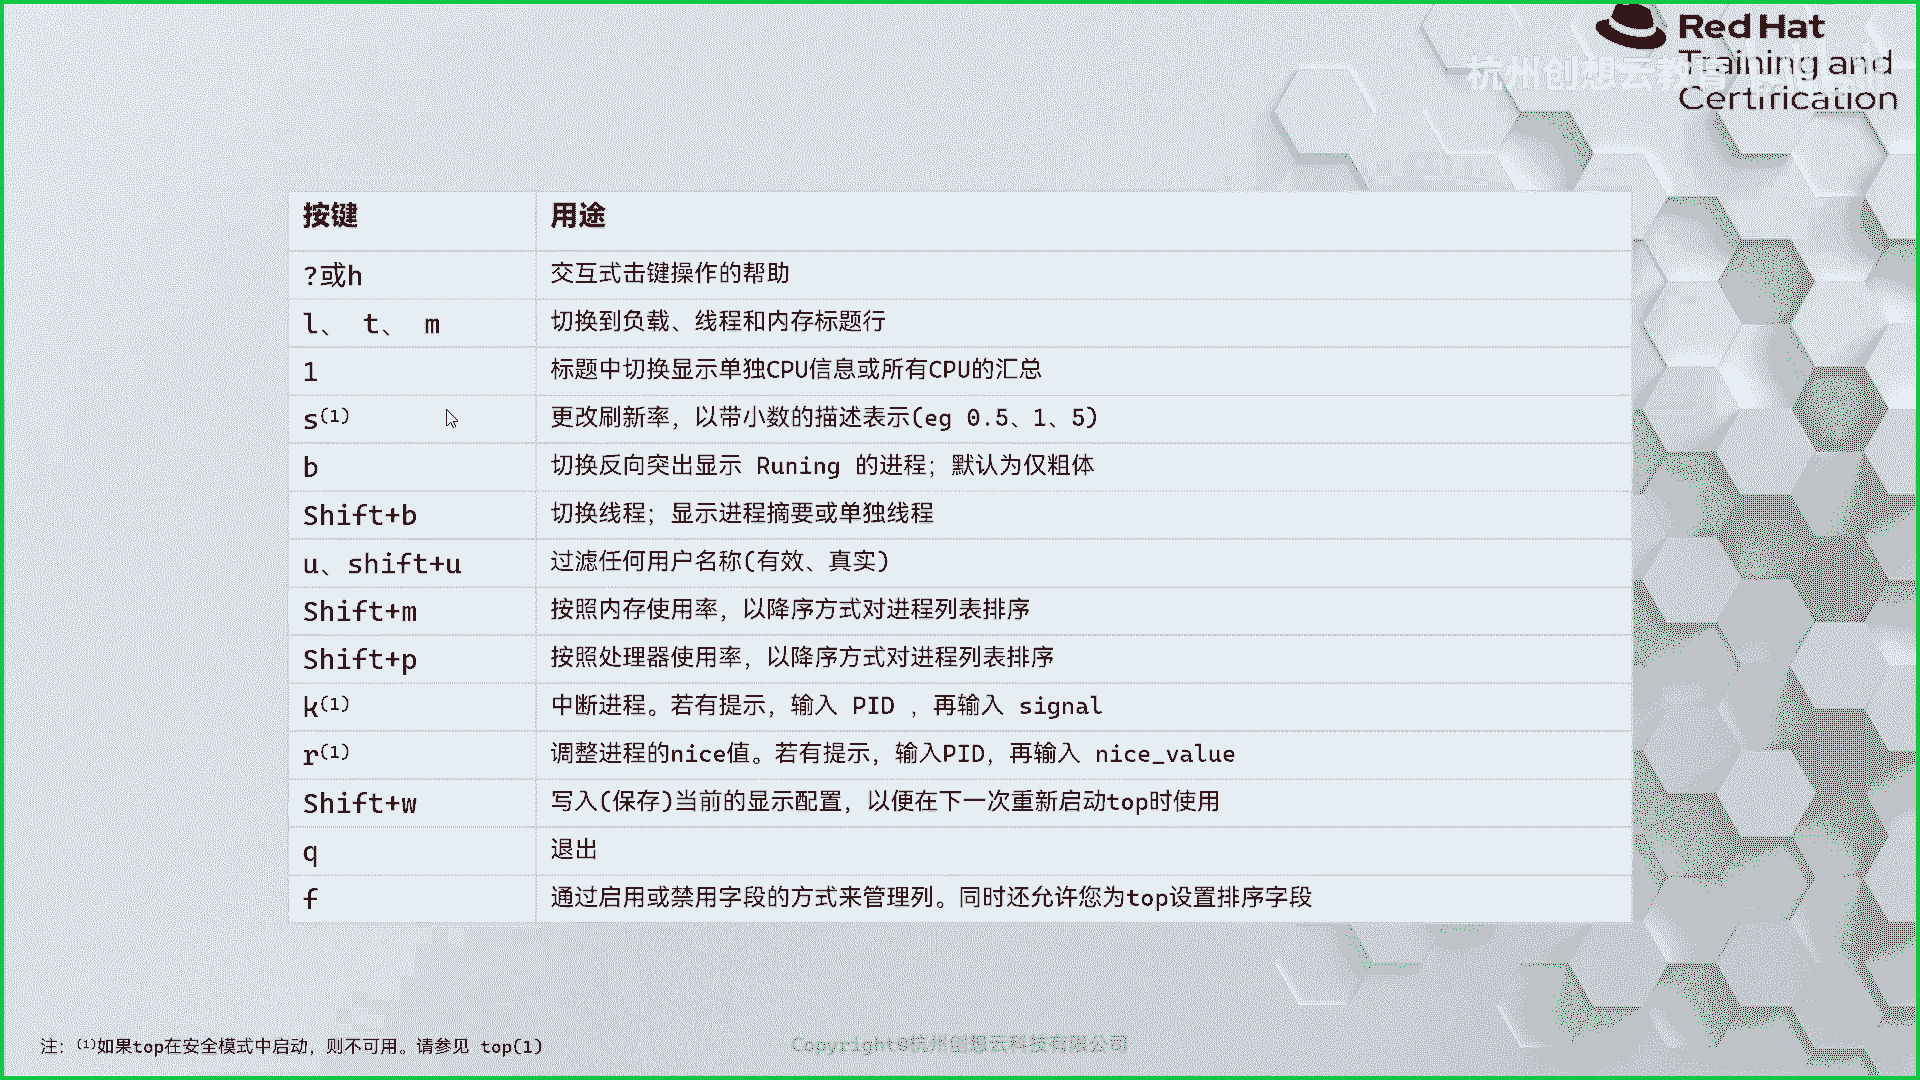 Red Hat
Training and
Certification
杭州创想云教育
按键 用途
?或h 交互式击键操作的帮助
l、 t、 m 切换到负载、线程和内存标题行
1 标题中切换显示单独CPU信息或所有CPU的汇总
s(1) 更改刷新率，以带小数的描述表示(eg 0.5、1、5)
b 切换反向突出显示 Runing 的进程；默认为仅粗体
Shift+b 切换线程；显示进程摘要或单独线程
u、shift+u 过滤任何用户名称(有效、真实)
Shift+m 按照内存使用率，以降序方式对进程列表排序
Shift+p 按照处理器使用率，以降序方式对进程列表排序
k(1) 中断进程。若有提示，输入 PID ，再输入 signal
r(1) 调整进程的nice值。若有提示，输入PID，再输入 nice_value
Shift+w 写入(保存)当前的显示配置，以便在下一次重新启动top时使用
q 退出
f 通过启用或禁用字段的方式来管理列。同时还允许您为top设置排序字段
注：(1)如果top在安全模式中启动，则不可用。请参见 top(1)
Copyright©杭州创想云科技有限公司